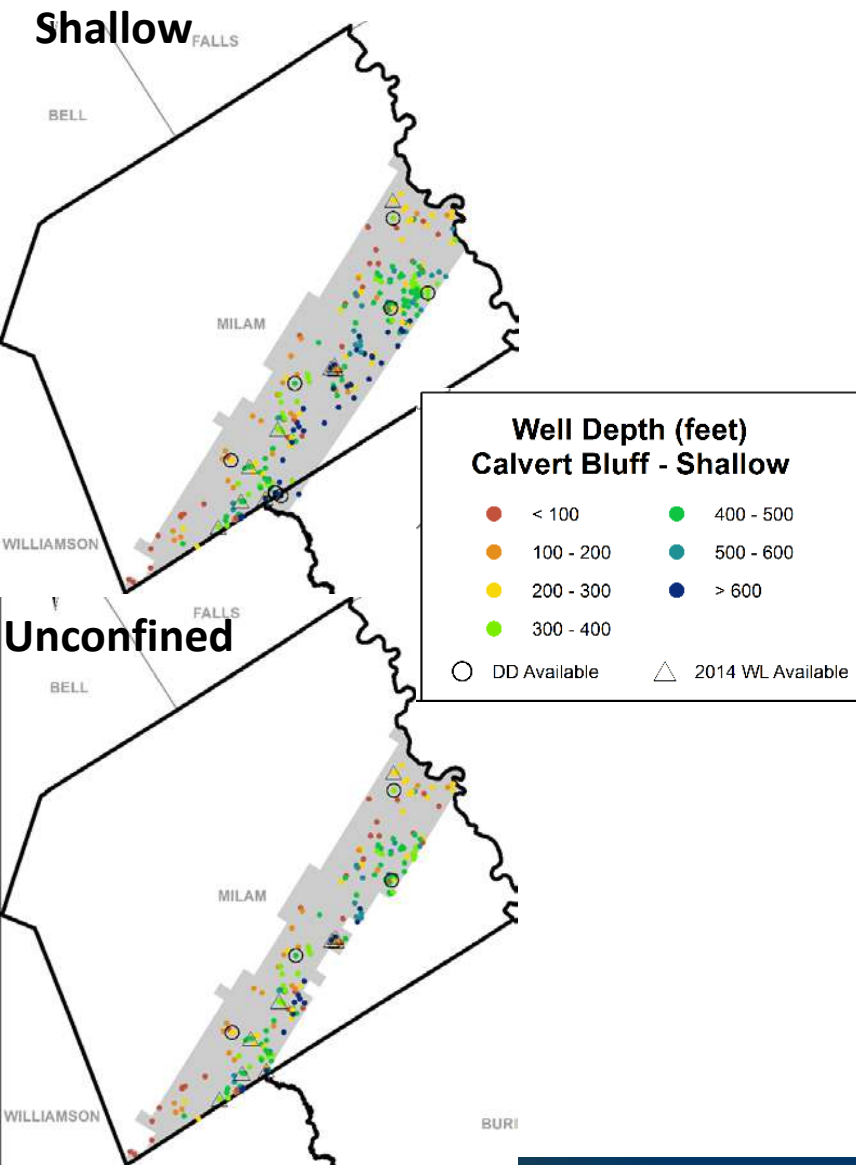 Shallow
FALLS
BELL
MILAM
WILLIAMSON
Well Depth (feet)
Calvert Bluff - Shallow
< 100
400 - 500
100 - 200
500 - 600
200 - 300
> 600
300 - 400
DD Available
2014 WL Available
Unconfined
FALLS
BELL
MILAM
WILLIAMSON